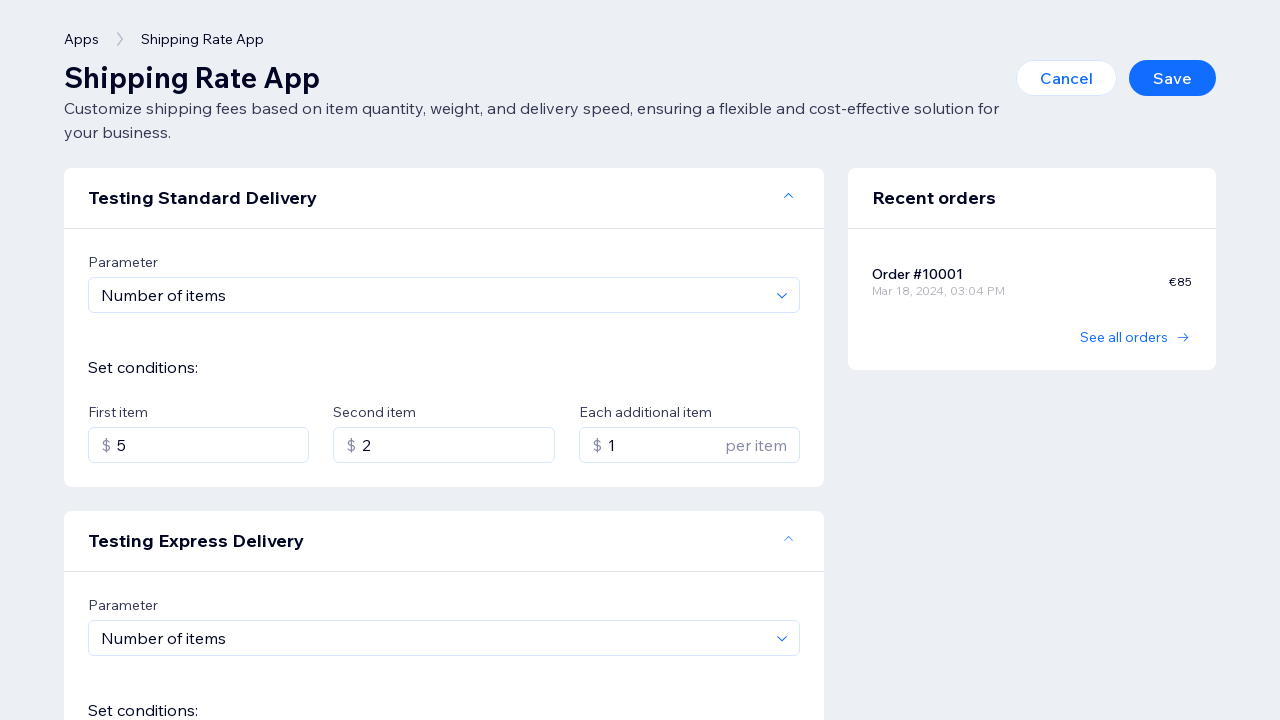 Apps
Shipping Rate App
Shipping Rate App
Cancel
Save
Customize shipping fees based on item quantity, weight, and delivery speed, ensuring a flexible and cost-effective solution for
your business.
Testing Standard Delivery
Parameter
Number of items
Set conditions:
First item
Second item
Each additional item
$ 5
$ 2
$ 1 per item
Recent orders
Order #10001
€85
Mar 18, 2024, 03:04 PM
See all orders
Testing Express Delivery
Parameter
Number of items
Set conditions: